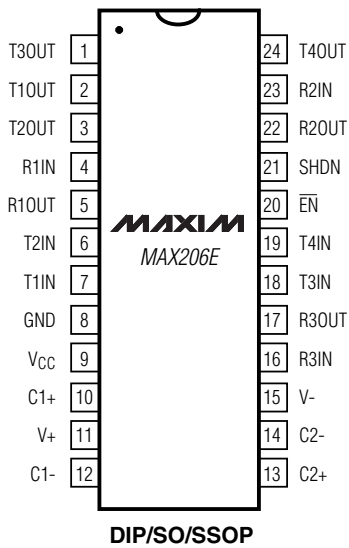 T3OUT 1 24 T4OUT
T1OUT 2 23 R2IN
T2OUT 3 22 R2OUT
R1IN 4 21 SHDN
R1OUT 5 20 E̅N̅
T2IN 6 19 T4IN
T1IN 7 18 T3IN
GND 8 17 R3OUT
VCC 9 16 R3IN
C1+ 10 15 V-
V+ 11 14 C2-
C1- 12 13 C2+
MAXIM
MAX206E
DIP/SO/SSOP